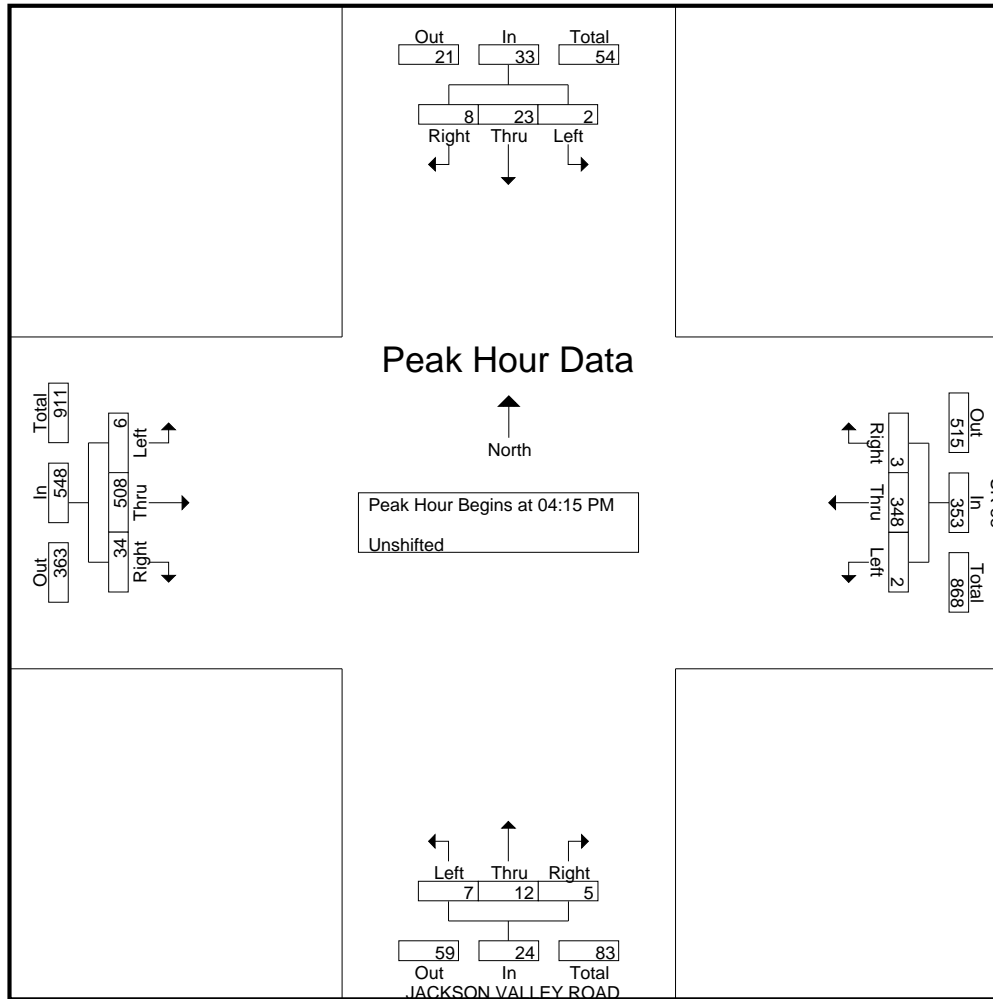 Out In Total
21 33 54
8 23 2
Right Thru Left
Peak Hour Data
North
Peak Hour Begins at 04:15 PM
Unshifted
Total In Out
911 548 363
6 508 34
Left Thru Right
Out In Total
515 353 868
3 348 2
Right Thru Left
Left Thru Right
7 12 5
59 24 83
Out In Total
JACKSON VALLEY ROAD